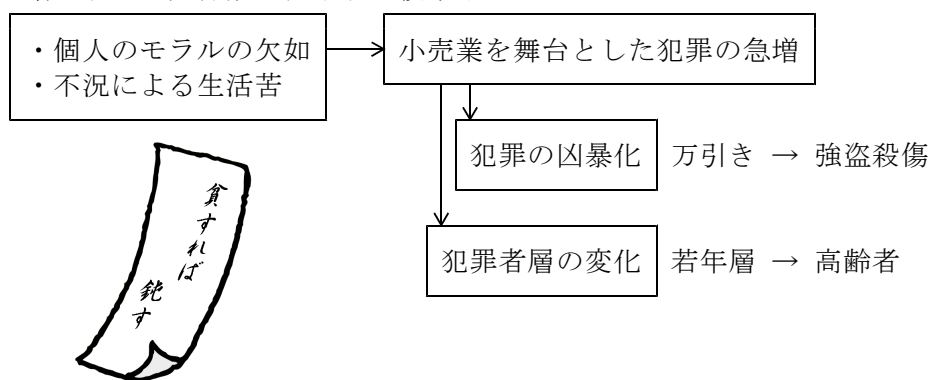 ・個人のモラルの欠如
・不況による生活苦
小売業を舞台とした犯罪の急増
犯罪の凶暴化
万引き → 強盗殺傷
犯罪者層の変化
若年層 → 高齢者
貧すれば
鈍す